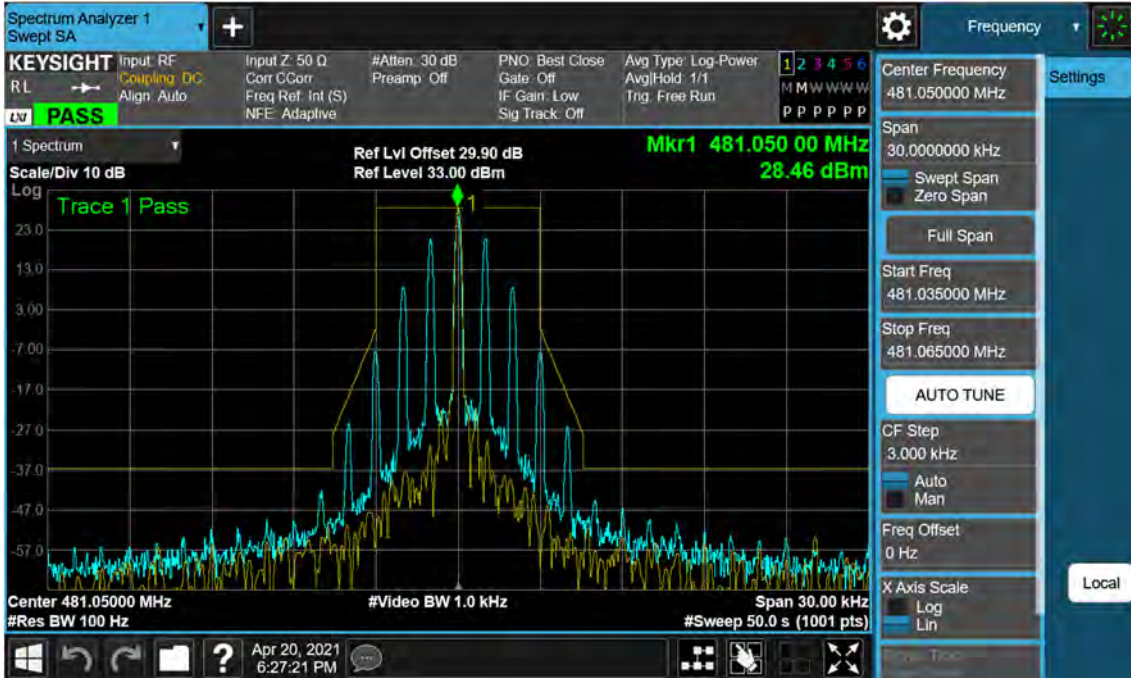 Spectrum Analyzer 1
Swept SA
Frequency
KEYSIGHT
Input: RF
Coupling: DC
Align: Auto
Input Z: 50 Ω
Corr CCorr
Freq Ref: Int (S)
NFE: Adaptive
#Atten: 30 dB
Preamp: Off
PNO: Best Close
Gate: Off
IF Gain: Low
Sig Track: Off
Avg Type: Log-Power
Avg|Hold: 1/1
Trig: Free Run
1 2 3 4 5 6
M M W W W W
P P P P P P
R L
LXI PASS
1 Spectrum
Scale/Div 10 dB
Ref Lvl Offset 29.90 dB
Ref Level 33.00 dBm
Mkr1 481.050 00 MHz
28.46 dBm
Log
Trace 1 Pass
1
23.0
13.0
3.00
-7.00
-17.0
-27.0
-37.0
-47.0
-57.0
Center 481.05000 MHz
#Res BW 100 Hz
#Video BW 1.0 kHz
Span 30.00 kHz
#Sweep 50.0 s (1001 pts)
Center Frequency
481.050000 MHz
Settings
Span
30.0000000 kHz
Swept Span
Zero Span
Full Span
Start Freq
481.035000 MHz
Stop Freq
481.065000 MHz
AUTO TUNE
CF Step
3.000 kHz
Auto
Man
Freq Offset
0 Hz
X Axis Scale
Log
Lin
Local
?
Apr 20, 2021
6:27:21 PM